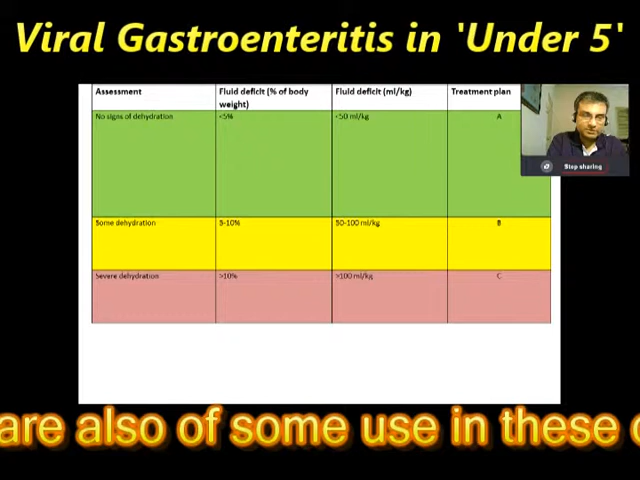 Viral Gastroenteritis in 'Under 5'
Assessment Fluid deficit (% of body weight) Fluid deficit (ml/kg) Treatment plan
No signs of dehydration <5% <50 ml/kg A
Some dehydration 5-10% 50-100 ml/kg B
Severe dehydration >10% >100 ml/kg C
Stop sharing
are also of some use in these